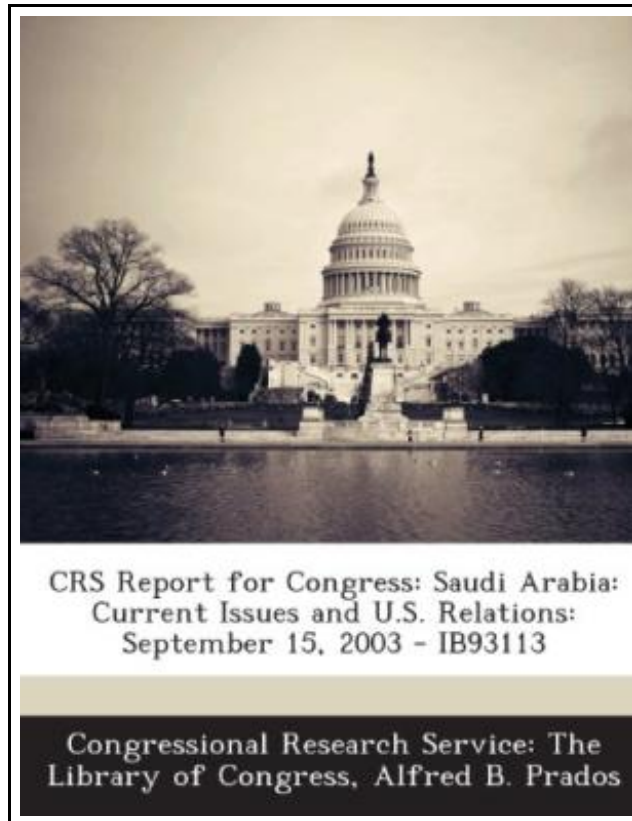 CRS Report for Congress: Saudi Arabia:
Current Issues and U.S. Relations:
September 15, 2003 - IB93113
Congressional Research Service: The
Library of Congress, Alfred B. Prados